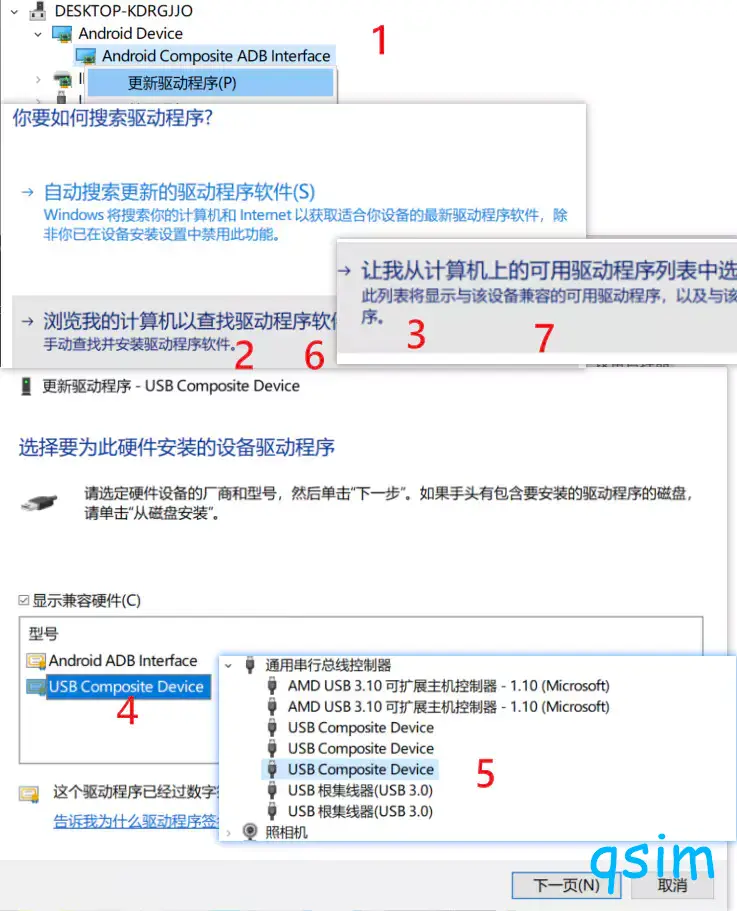 DESKTOP-KDRGJJO
Android Device
Android Composite ADB Interface
1
更新驱动程序(P)
你要如何搜索驱动程序?
→ 自动搜索更新的驱动程序软件(S)
Windows 将搜索你的计算机和 Internet 以获取适合你设备的最新驱动程序软件，除
非你已在设备安装设置中禁用此功能。
→ 浏览我的计算机以查找驱动程序软
手动查找并安装驱动程序软件。
2
6
→ 让我从计算机上的可用驱动程序列表中选
此列表将显示与该设备兼容的可用驱动程序，以及与该
序。
3
7
更新驱动程序 - USB Composite Device
选择要为此硬件安装的设备驱动程序
请选定硬件设备的厂商和型号，然后单击"下一步"。如果手头有包含要安装的驱动程序的磁盘，
请单击"从磁盘安装"。
显示兼容硬件(C)
型号
Android ADB Interface
USB Composite Device
4
通用串行总线控制器
AMD USB 3.10 可扩展主机控制器 - 1.10 (Microsoft)
AMD USB 3.10 可扩展主机控制器 - 1.10 (Microsoft)
USB Composite Device
USB Composite Device
USB Composite Device
5
USB 根集线器(USB 3.0)
USB 根集线器(USB 3.0)
照相机
这个驱动程序已经过数字
告诉我为什么驱动程序签
qsim
下一页(N)
取消